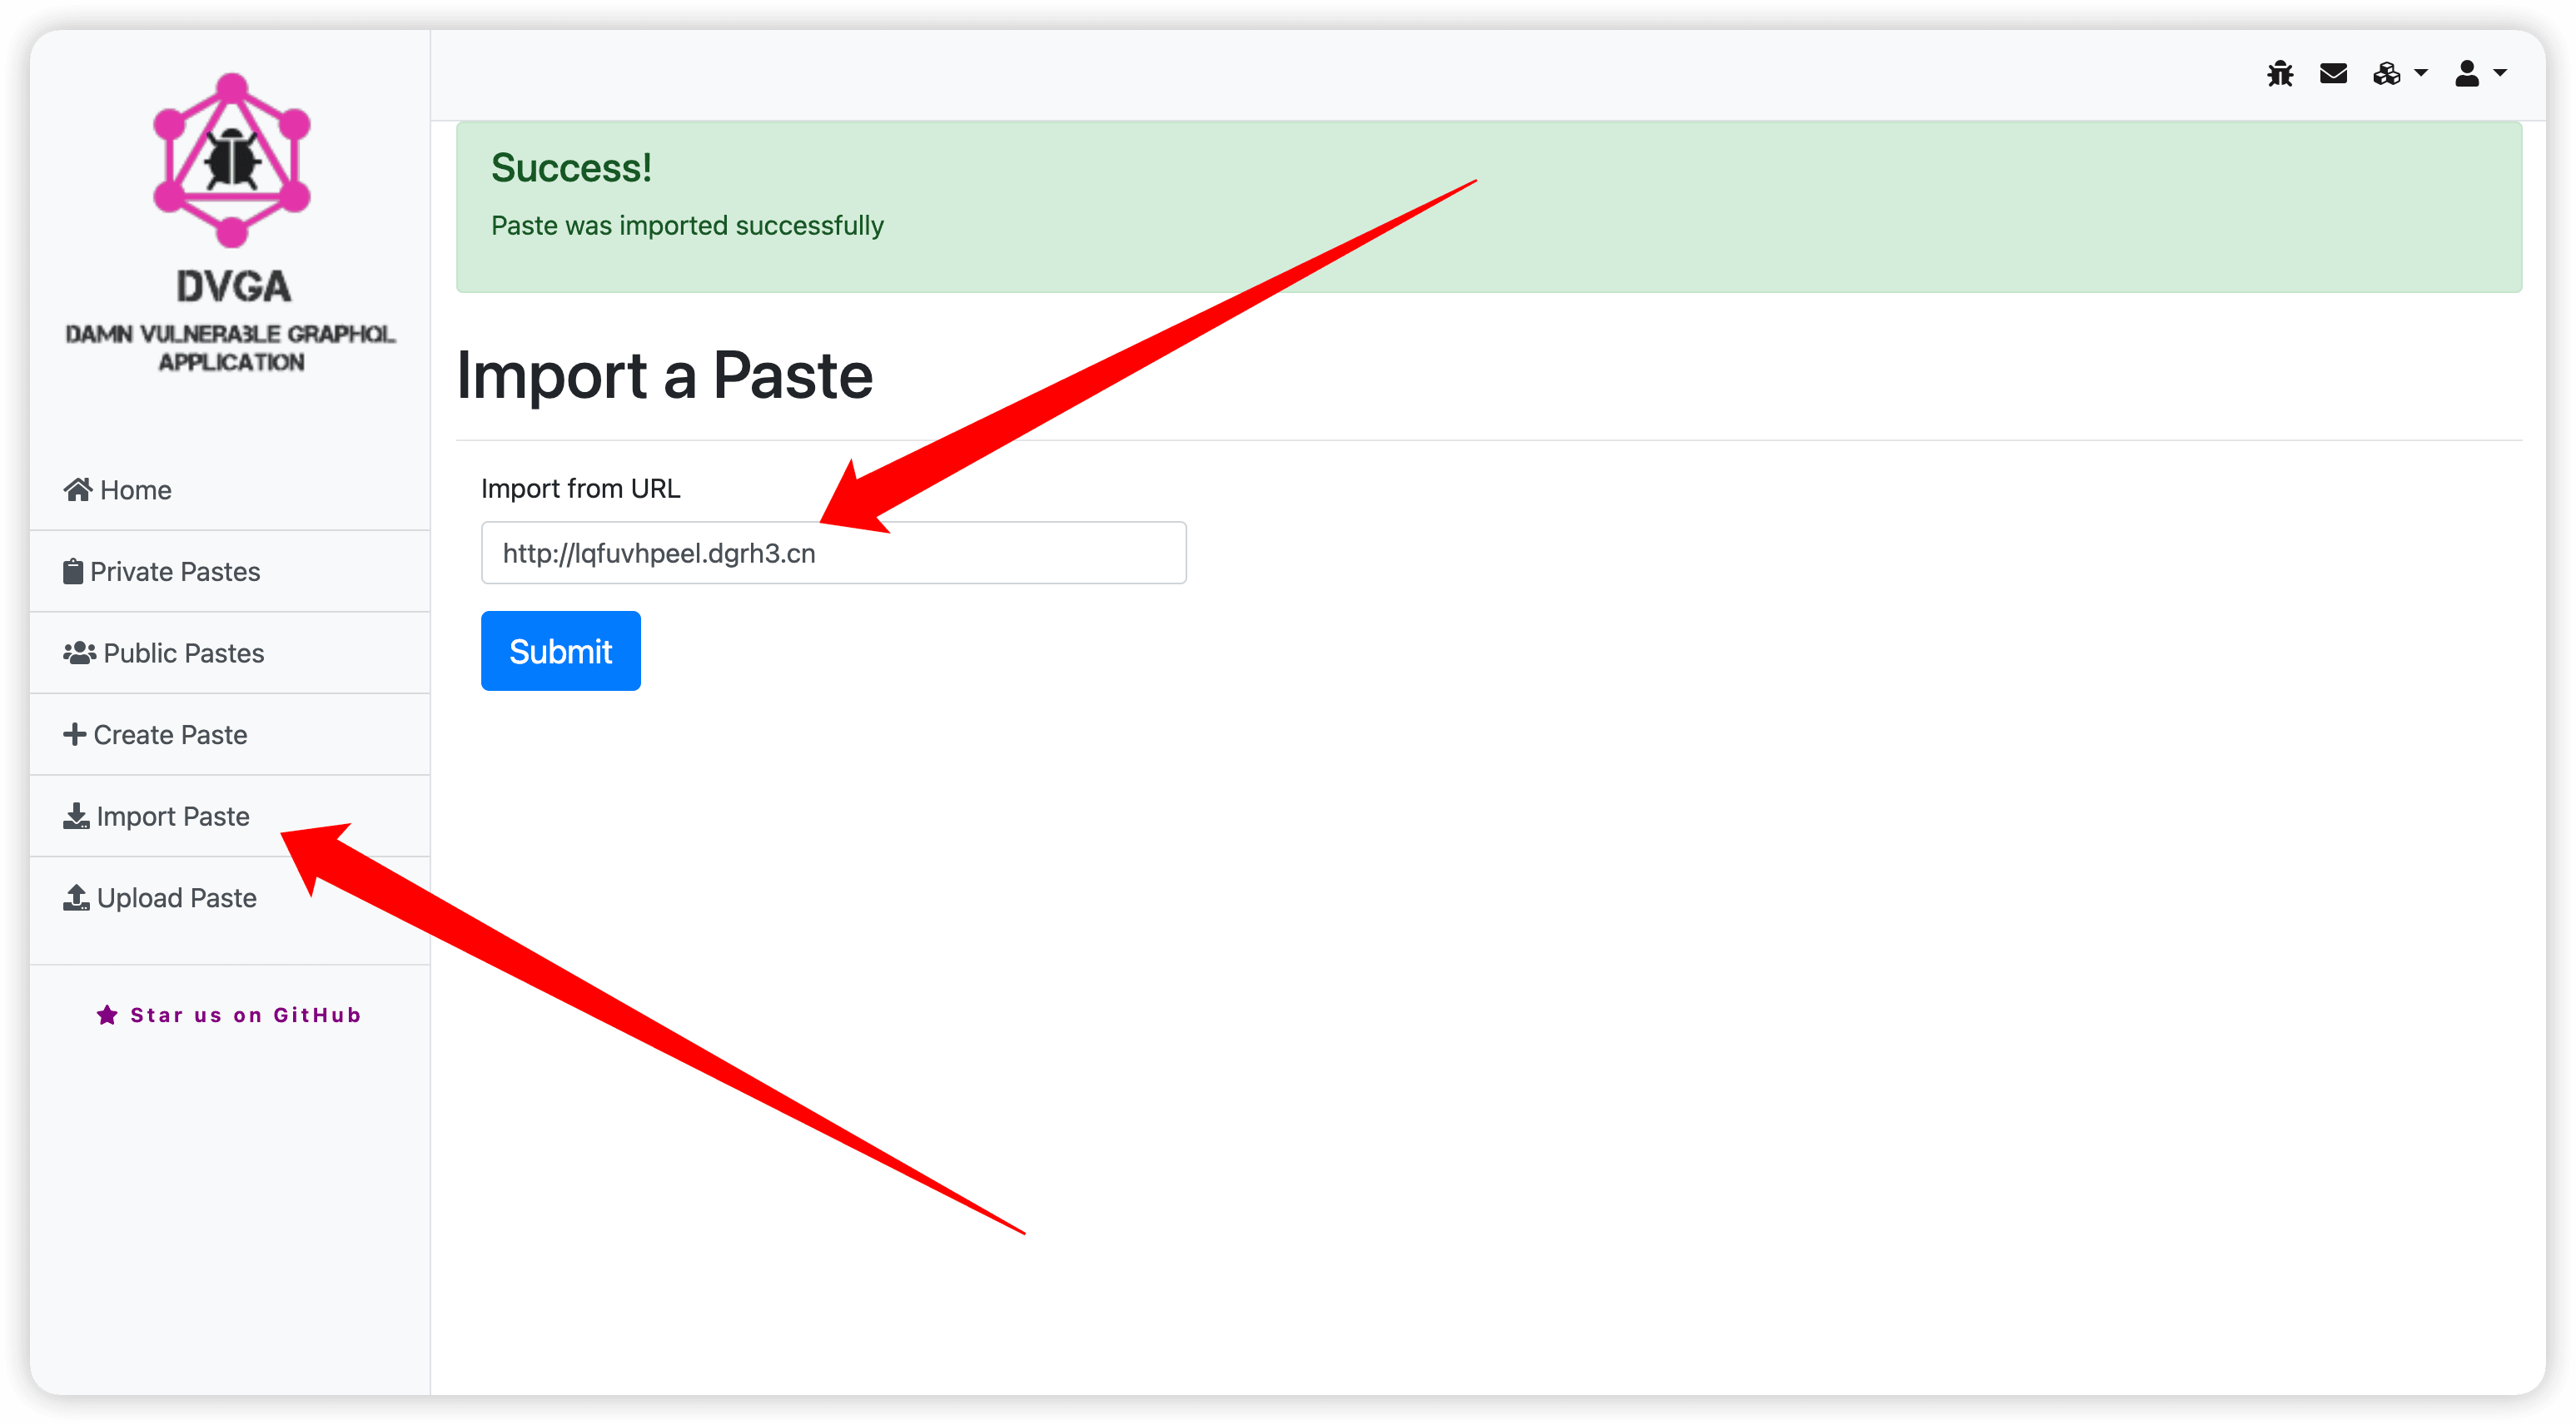 DVGA
DAMN VULNERA3LE GRAPHQL
APPLICATION
Home
Private Pastes
Public Pastes
Create Paste
Import Paste
Upload Paste
Star us on GitHub
Success!
Paste was imported successfully
Import a Paste
Import from URL
http://lqfuvhpeel.dgrh3.cn
Submit